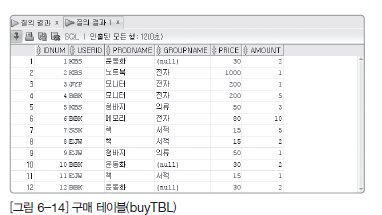 질의 결과 × 질의 결과 1 ×
SQL | 인출된 모든 행: 12(0초)
IDNUM USERID PRODNAME GROUPNAME PRICE AMOUNT
1 1 KBS 운동화 (null) 30 2
2 2 KBS 노트북 전자 1000 1
3 3 JYP 모니터 전자 200 1
4 4 BBK 모니터 전자 200 5
5 5 KBS 청바지 의류 50 3
6 6 BBK 메모리 전자 80 10
7 7 SSK 책 서적 15 5
8 8 EJW 책 서적 15 2
9 9 EJW 청바지 의류 50 1
10 10 BBK 운동화 (null) 30 2
11 11 EJW 책 서적 15 1
12 12 BBK 운동화 (null) 30 2
[그림 6-14] 구매 테이블(buyTBL)